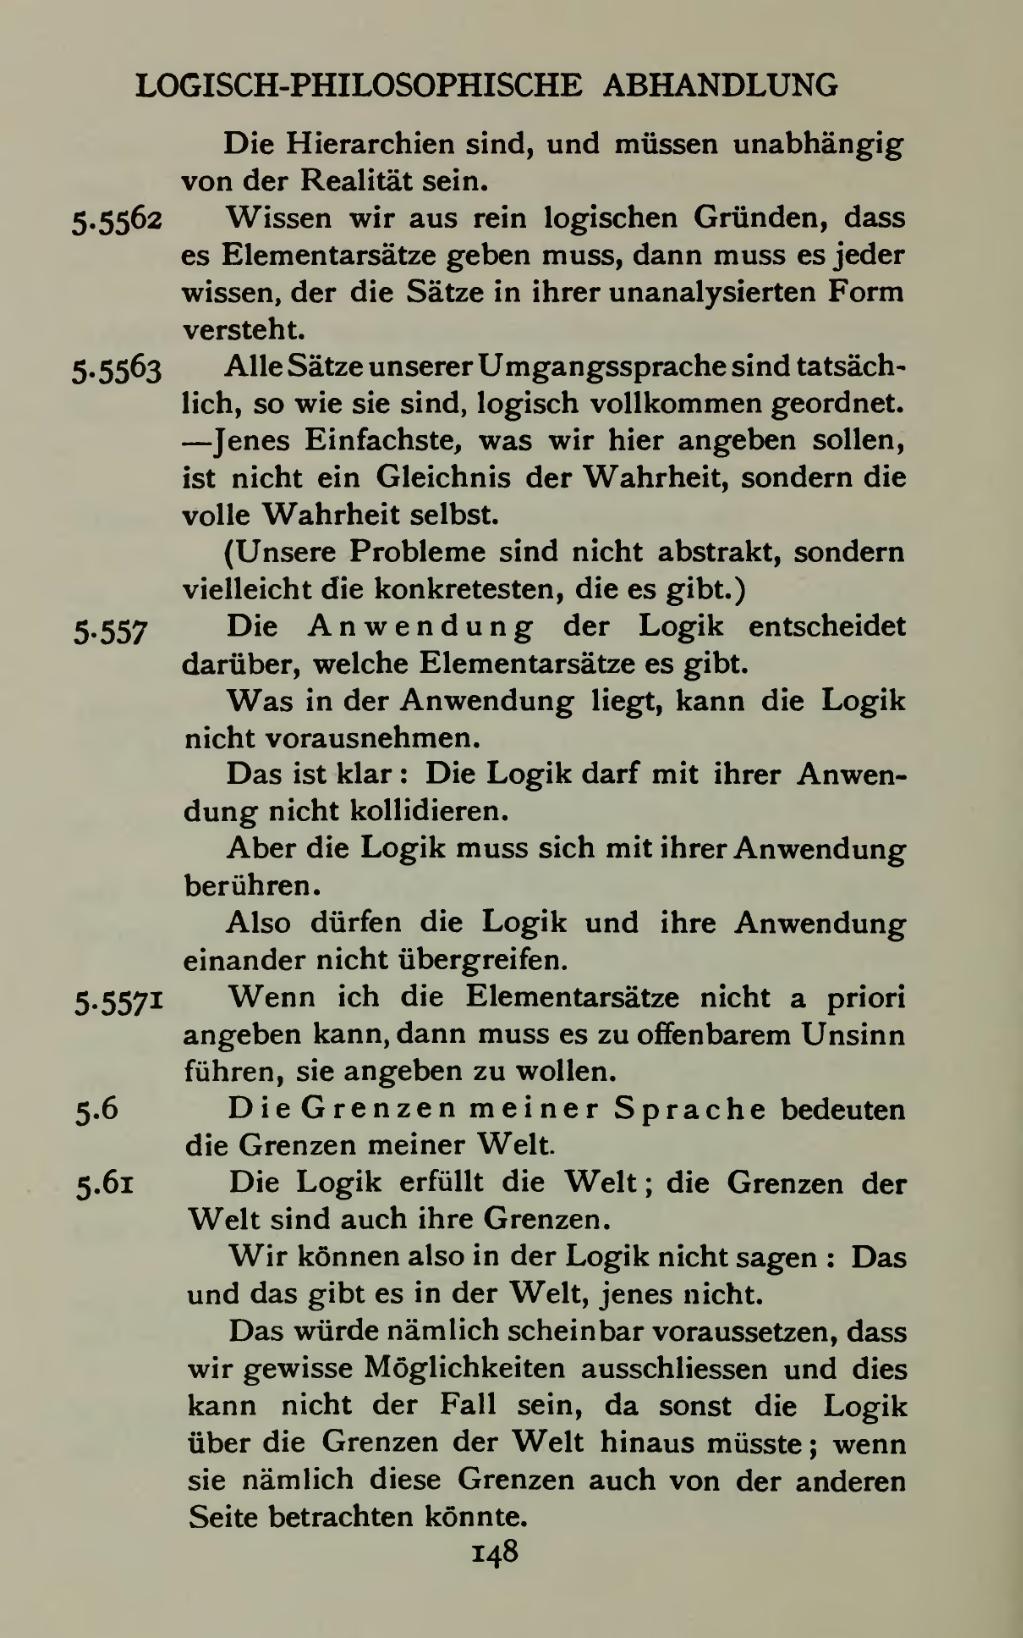 LOGISCH-PHILOSOPHISCHE ABHANDLUNG
Die Hierarchien sind, und müssen unabhängig
von der Realität sein.
5.5562 Wissen wir aus rein logischen Gründen, dass
es Elementarsätze geben muss, dann muss es jeder
wissen, der die Sätze in ihrer unanalysierten Form
versteht.
5.5563 Alle Sätze unserer Umgangssprache sind tatsäch-
lich, so wie sie sind, logisch vollkommen geordnet.
—Jenes Einfachste, was wir hier angeben sollen,
ist nicht ein Gleichnis der Wahrheit, sondern die
volle Wahrheit selbst.
(Unsere Probleme sind nicht abstrakt, sondern
vielleicht die konkretesten, die es gibt.)
5.557 Die Anwendung der Logik entscheidet
darüber, welche Elementarsätze es gibt.
Was in der Anwendung liegt, kann die Logik
nicht vorausnehmen.
Das ist klar : Die Logik darf mit ihrer Anwen-
dung nicht kollidieren.
Aber die Logik muss sich mit ihrer Anwendung
berühren.
Also dürfen die Logik und ihre Anwendung
einander nicht übergreifen.
5.5571 Wenn ich die Elementarsätze nicht a priori
angeben kann, dann muss es zu offenbarem Unsinn
führen, sie angeben zu wollen.
5.6 Die Grenzen meiner Sprache bedeuten
die Grenzen meiner Welt.
5.61 Die Logik erfüllt die Welt ; die Grenzen der
Welt sind auch ihre Grenzen.
Wir können also in der Logik nicht sagen : Das
und das gibt es in der Welt, jenes nicht.
Das würde nämlich scheinbar voraussetzen, dass
wir gewisse Möglichkeiten ausschliessen und dies
kann nicht der Fall sein, da sonst die Logik
über die Grenzen der Welt hinaus müsste ; wenn
sie nämlich diese Grenzen auch von der anderen
Seite betrachten könnte.
148